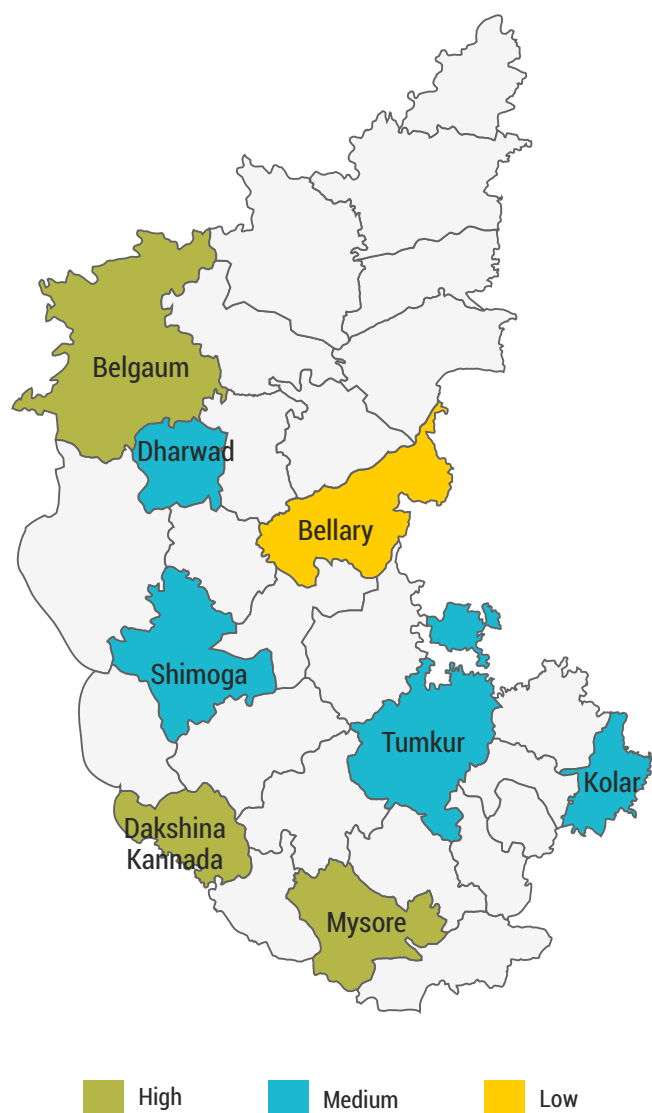 Belgaum
Dharwad
Bellary
Shimoga
Tumkur
Kolar
Dakshina
Kannada
Mysore
High
Medium
Low